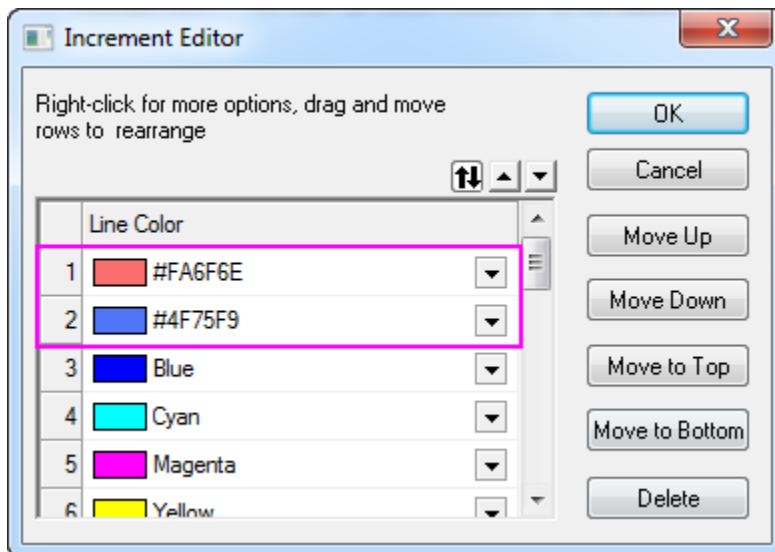 Increment Editor
Right-click for more options, drag and move
rows to rearrange
OK
Cancel
Line Color
Move Up
1 #FA6F6E
2 #4F75F9
Move Down
3 Blue
Move to Top
4 Cyan
Move to Bottom
5 Magenta
6 Yellow
Delete